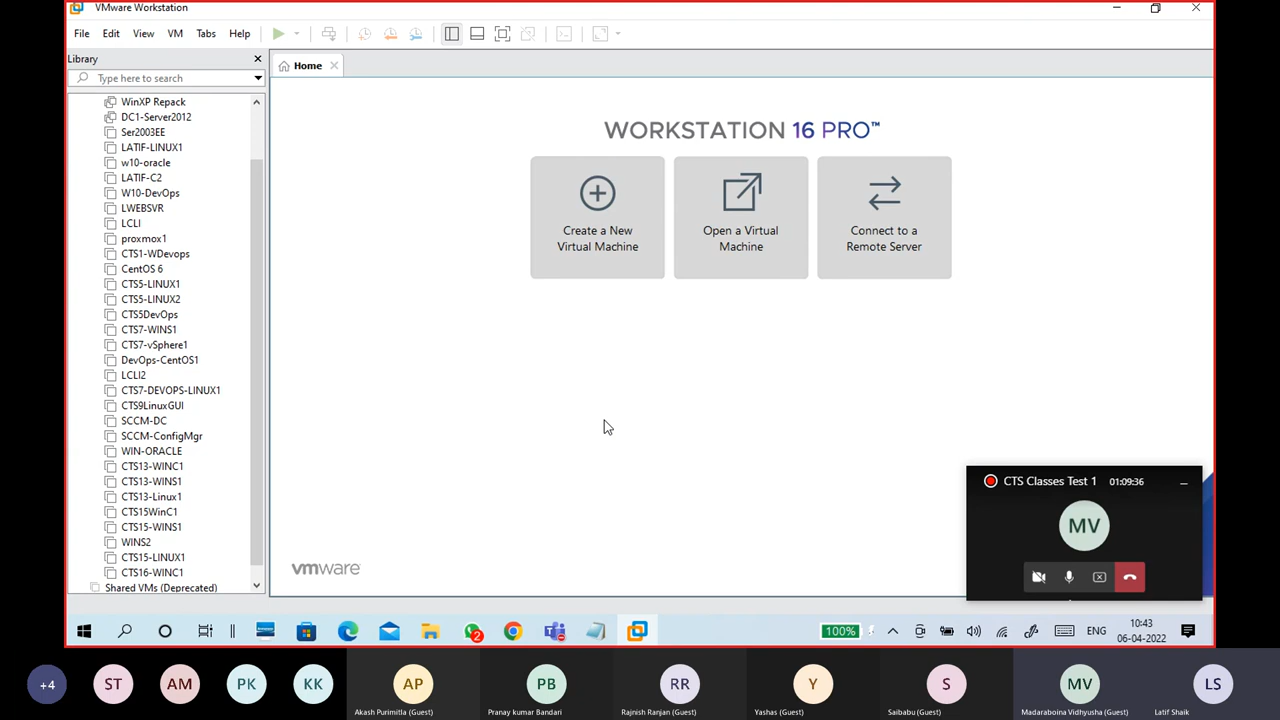 VMware Workstation
File Edit View VM Tabs Help
Library
Type here to search
Home
WinXP Repack
DC1-Server2012
Ser2003EE
LATIF-LINUX1
w10-oracle
LATIF-C2
W10-DevOps
LWEBSVR
LCLI
proxmox1
CTS1-WDevops
CentOS 6
CTS5-LINUX1
CTS5-LINUX2
CTS5DevOps
CTS7-WINS1
CTS7-vSphere1
DevOps-CentOS1
LCLI2
CTS7-DEVOPS-LINUX1
CTS9LinuxGUI
SCCM-DC
SCCM-ConfigMgr
WIN-ORACLE
CTS13-WINC1
CTS13-WINS1
CTS13-Linux1
CTS15WinC1
CTS15-WINS1
WINS2
CTS15-LINUX1
CTS16-WINC1
Shared VMs (Deprecated)
WORKSTATION 16 PRO™
Create a New
Virtual Machine
Open a Virtual
Machine
Connect to a
Remote Server
vmware
CTS Classes Test 1 01:09:36
MV
2
100%
ENG
10:43
06-04-2022
+4
ST
AM
PK
KK
AP
Akash Purimitla (Guest)
PB
Pranay kumar Bandari
RR
Rajnish Ranjan (Guest)
Y
Yashas (Guest)
S
Saibabu (Guest)
MV
Madaraboina Vidhyusha (Guest)
LS
Latif Shaik